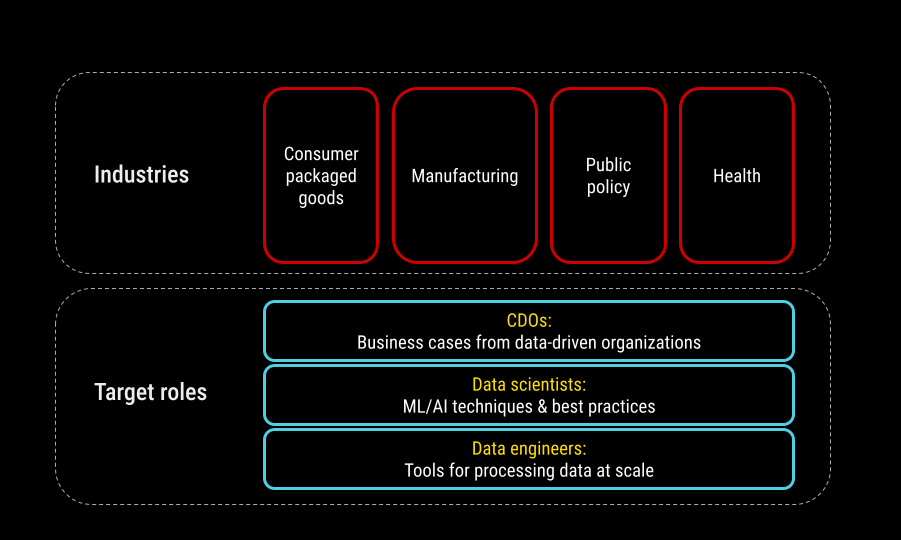 Industries
Consumer
packaged
goods
Manufacturing
Public
policy
Health
Target roles
CDOs:
Business cases from data-driven organizations
Data scientists:
ML/AI techniques & best practices
Data engineers:
Tools for processing data at scale